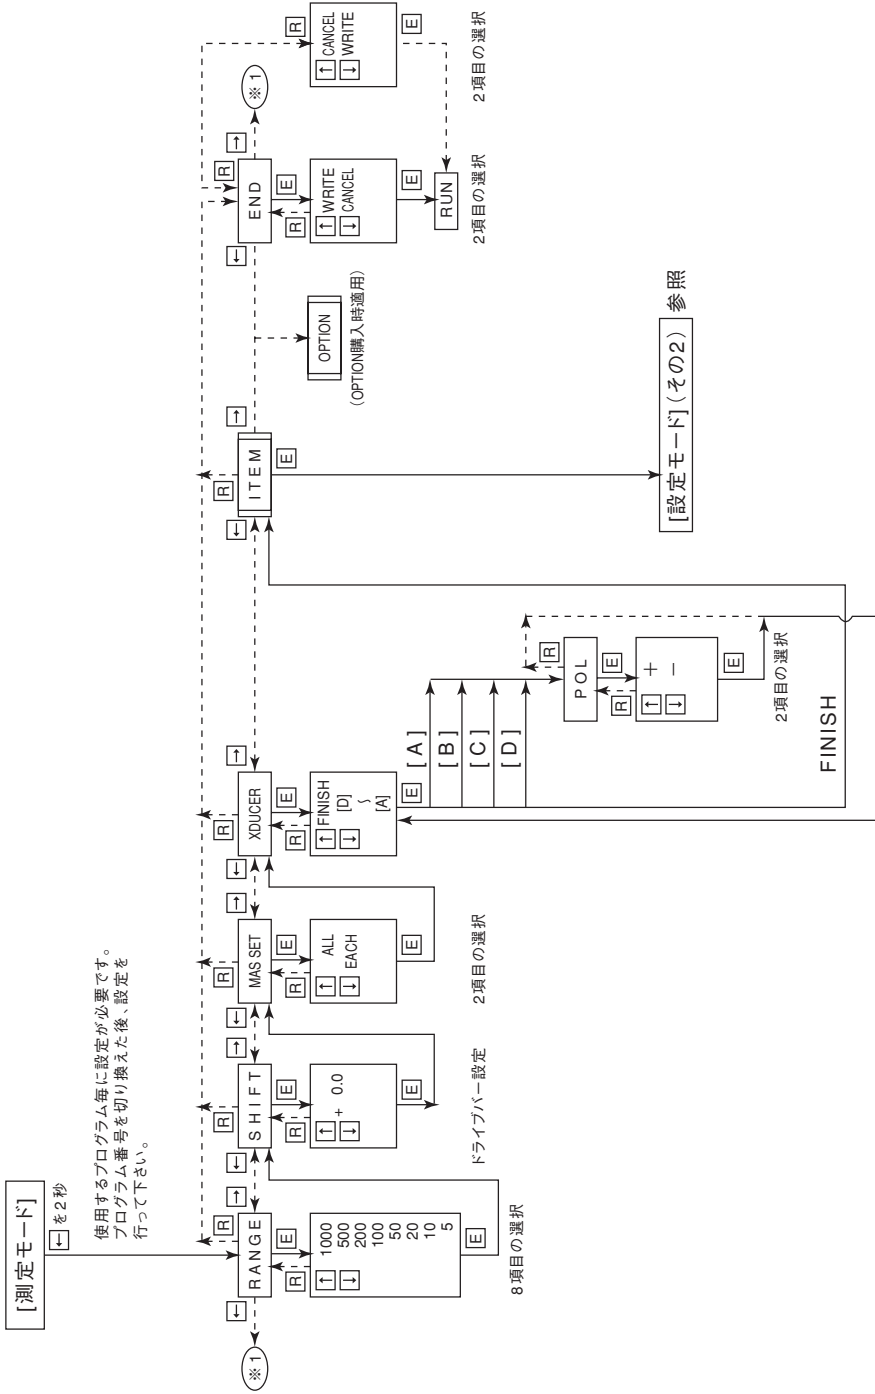 [測定モード]
←を2秒
使用するプログラム毎に設定が必要です。
プログラム番号を切り換えた後、設定を
行って下さい。
※1
←
RANGE
R
→
E
R
↑ 1000
↓ 500
200
100
50
20
10
5
E
8項目の選択
←
SHIFT
R
→
E
R
↑ + 0.0
↓
E
ドライブバー設定
←
MAS SET
R
→
E
R
↑ ALL
↓ EACH
E
2項目の選択
←
XDUCER
R
→
E
R
↑ FINISH
↓ [D]
〜
[A]
E
[A]
[B]
[C]
[D]
POL
R
E
R
↑ +
↓ −
E
2項目の選択
FINISH
←
ITEM
R
→
E
[設定モード](その2) 参照
OPTION
(OPTION購入時適用)
←
END
R
→
※1
E
R
↑ WRITE
↓ CANCEL
E
2項目の選択
RUN
R
↑ CANCEL
↓ WRITE
E
2項目の選択